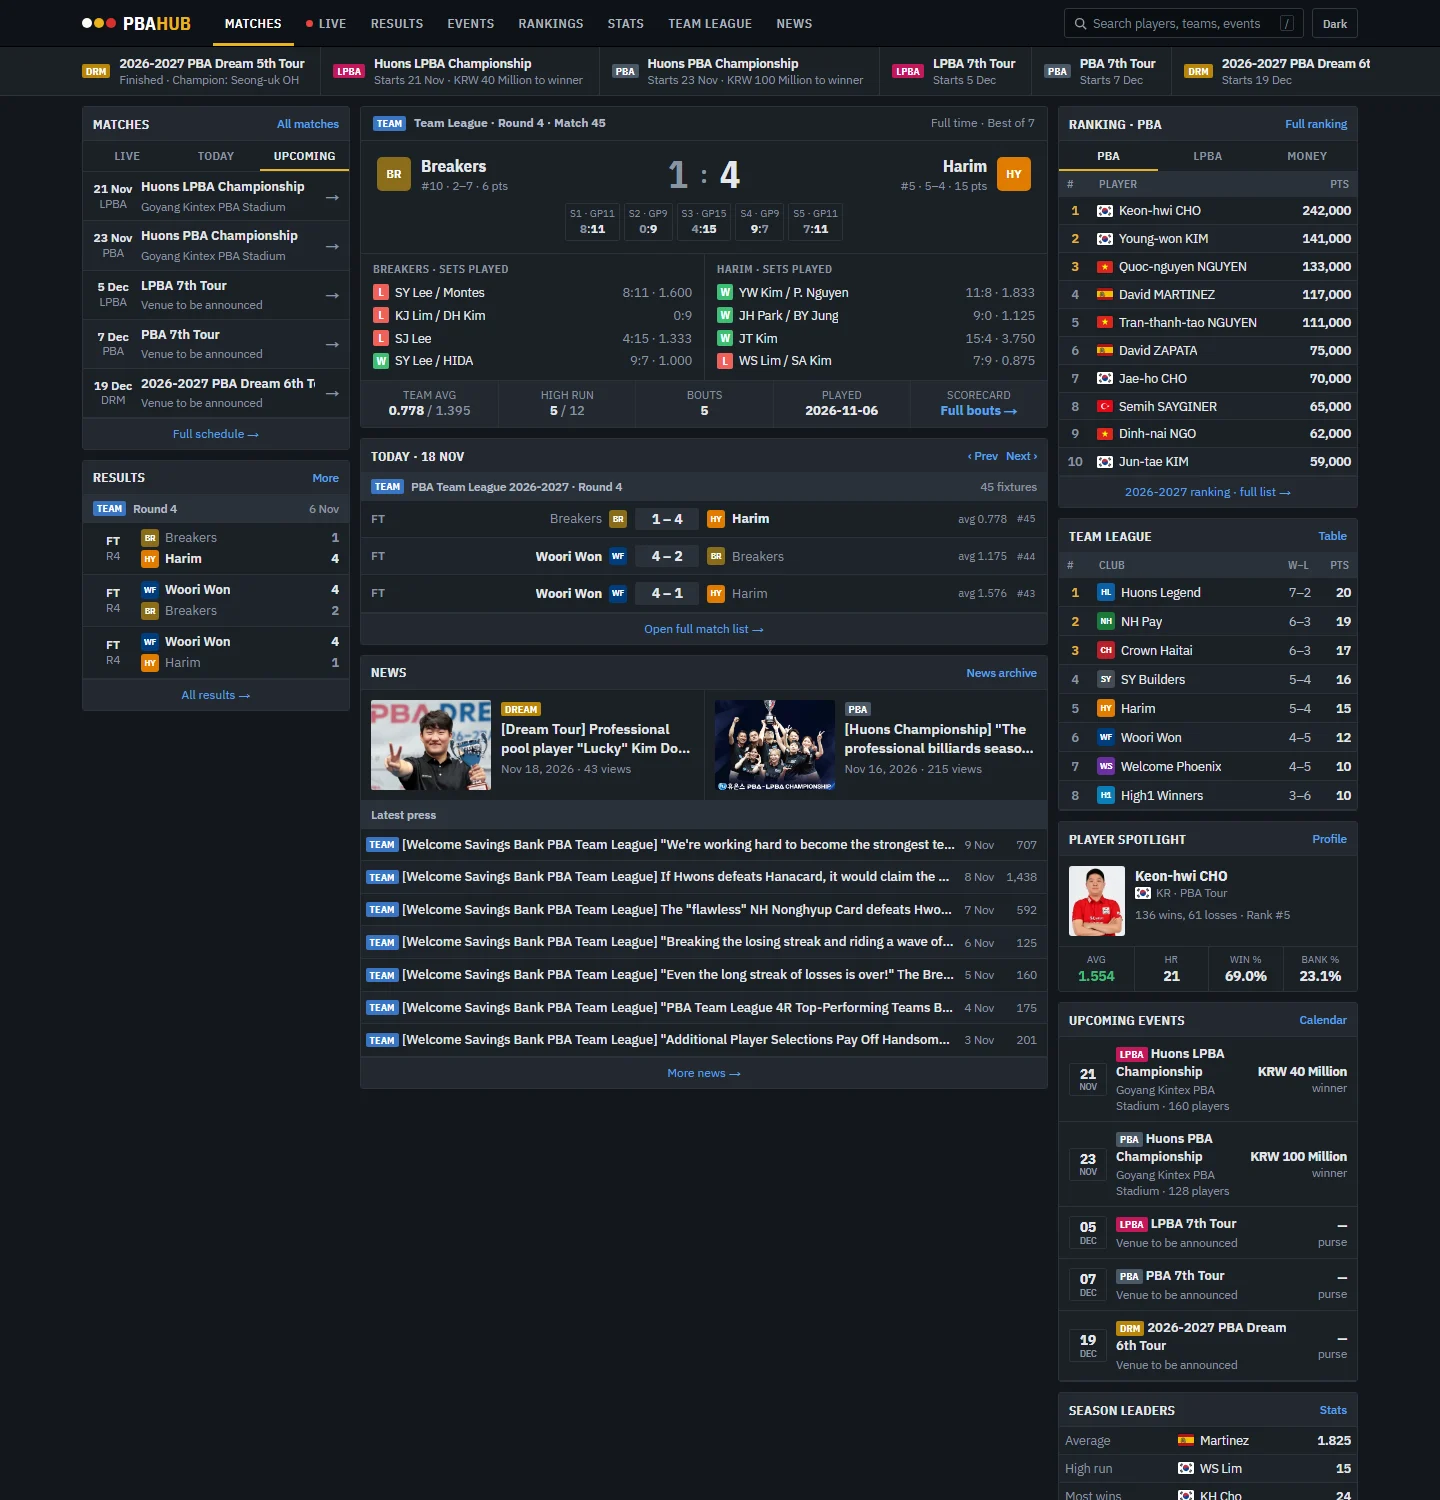 PBAHUB
MATCHES
LIVE
RESULTS
EVENTS
RANKINGS
STATS
TEAM LEAGUE
NEWS
Search players, teams, events /
Dark
DRM 2026-2027 PBA Dream 5th Tour
Finished · Champion: Seong-uk OH
LPBA Huons LPBA Championship
Starts 21 Nov · KRW 40 Million to winner
PBA Huons PBA Championship
Starts 23 Nov · KRW 100 Million to winner
LPBA LPBA 7th Tour
Starts 5 Dec
PBA PBA 7th Tour
Starts 7 Dec
DRM 2026-2027 PBA Dream 6t
Starts 19 Dec
MATCHES All matches
LIVE TODAY UPCOMING
21 Nov Huons LPBA Championship →
LPBA Goyang Kintex PBA Stadium
23 Nov Huons PBA Championship →
PBA Goyang Kintex PBA Stadium
5 Dec LPBA 7th Tour →
LPBA Venue to be announced
7 Dec PBA 7th Tour →
PBA Venue to be announced
19 Dec 2026-2027 PBA Dream 6th T →
DRM Venue to be announced
Full schedule →
RESULTS More
TEAM Round 4 6 Nov
FT BR Breakers 1
R4 HY Harim 4
FT WF Woori Won 4
R4 BR Breakers 2
FT WF Woori Won 4
R4 HY Harim 1
All results →
TEAM Team League · Round 4 · Match 45 Full time · Best of 7
BR Breakers 1 : 4 Harim HY
#10 · 2–7 · 6 pts #5 · 5–4 · 15 pts
S1 · GP11 S2 · GP9 S3 · GP15 S4 · GP9 S5 · GP11
8:11 0:9 4:15 9:7 7:11
BREAKERS · SETS PLAYED
L SY Lee / Montes 8:11 · 1.600
L KJ Lim / DH Kim 0:9
L SJ Lee 4:15 · 1.333
W SY Lee / HIDA 9:7 · 1.000
HARIM · SETS PLAYED
W YW Kim / P. Nguyen 11:8 · 1.833
W JH Park / BY Jung 9:0 · 1.125
W JT Kim 15:4 · 3.750
L WS Lim / SA Kim 7:9 · 0.875
TEAM AVG HIGH RUN BOUTS PLAYED SCORECARD
0.778 / 1.395 5 / 12 5 2026-11-06 Full bouts →
TODAY · 18 NOV ‹ Prev Next ›
TEAM PBA Team League 2026-2027 · Round 4 45 fixtures
FT Breakers BR 1 – 4 HY Harim avg 0.778 #45
FT Woori Won WF 4 – 2 BR Breakers avg 1.175 #44
FT Woori Won WF 4 – 1 HY Harim avg 1.576 #43
Open full match list →
NEWS News archive
DREAM
[Dream Tour] Professional
pool player "Lucky" Kim Do...
Nov 18, 2026 · 43 views
PBA
[Huons Championship] "The
professional billiards seaso...
Nov 16, 2026 · 215 views
Latest press
TEAM [Welcome Savings Bank PBA Team League] "We're working hard to become the strongest te... 9 Nov 707
TEAM [Welcome Savings Bank PBA Team League] If Hwons defeats Hanacard, it would claim the ... 8 Nov 1,438
TEAM [Welcome Savings Bank PBA Team League] The "flawless" NH Nonghyup Card defeats Hwo... 7 Nov 592
TEAM [Welcome Savings Bank PBA Team League] "Breaking the losing streak and riding a wave of... 6 Nov 125
TEAM [Welcome Savings Bank PBA Team League] "Even the long streak of losses is over!" The Bre... 5 Nov 160
TEAM [Welcome Savings Bank PBA Team League] "PBA Team League 4R Top-Performing Teams B... 4 Nov 175
TEAM [Welcome Savings Bank PBA Team League] "Additional Player Selections Pay Off Handsom... 3 Nov 201
More news →
RANKING · PBA Full ranking
PBA LPBA MONEY
# PLAYER PTS
1 Keon-hwi CHO 242,000
2 Young-won KIM 141,000
3 Quoc-nguyen NGUYEN 133,000
4 David MARTINEZ 117,000
5 Tran-thanh-tao NGUYEN 111,000
6 David ZAPATA 75,000
7 Jae-ho CHO 70,000
8 Semih SAYGINER 65,000
9 Dinh-nai NGO 62,000
10 Jun-tae KIM 59,000
2026-2027 ranking · full list →
TEAM LEAGUE Table
# CLUB W–L PTS
1 HL Huons Legend 7–2 20
2 NH NH Pay 6–3 19
3 CH Crown Haitai 6–3 17
4 SY SY Builders 5–4 16
5 HY Harim 5–4 15
6 WF Woori Won 4–5 12
7 WS Welcome Phoenix 4–5 10
8 H1 High1 Winners 3–6 10
PLAYER SPOTLIGHT Profile
Keon-hwi CHO
KR · PBA Tour
136 wins, 61 losses · Rank #5
AVG HR WIN % BANK %
1.554 21 69.0% 23.1%
UPCOMING EVENTS Calendar
21 NOV
LPBA Huons LPBA
Championship
Goyang Kintex PBA
Stadium · 160 players
KRW 40 Million
winner
23 NOV
PBA Huons PBA
Championship
Goyang Kintex PBA
Stadium · 128 players
KRW 100 Million
winner
05 DEC
LPBA LPBA 7th Tour –
Venue to be announced purse
07 DEC
PBA PBA 7th Tour –
Venue to be announced purse
19 DEC
DRM 2026-2027 PBA Dream
6th Tour –
Venue to be announced purse
SEASON LEADERS Stats
Average Martinez 1.825
High run WS Lim 15
Most wins KH Cho 24